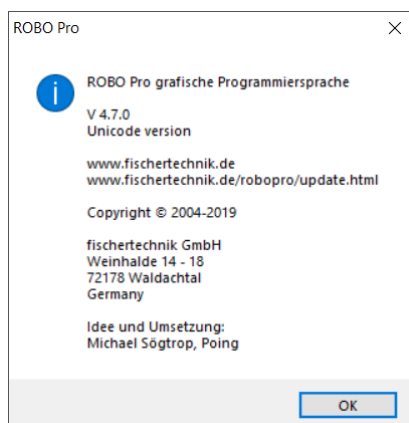 ROBO Pro
ROBO Pro grafische Programmiersprache
V 4.7.0
Unicode version
www.fischertechnik.de
www.fischertechnik.de/robopro/update.html
Copyright © 2004-2019
fischertechnik GmbH
Weinhalde 14 - 18
72178 Waldachtal
Germany
Idee und Umsetzung:
Michael Sögtrop, Poing
OK